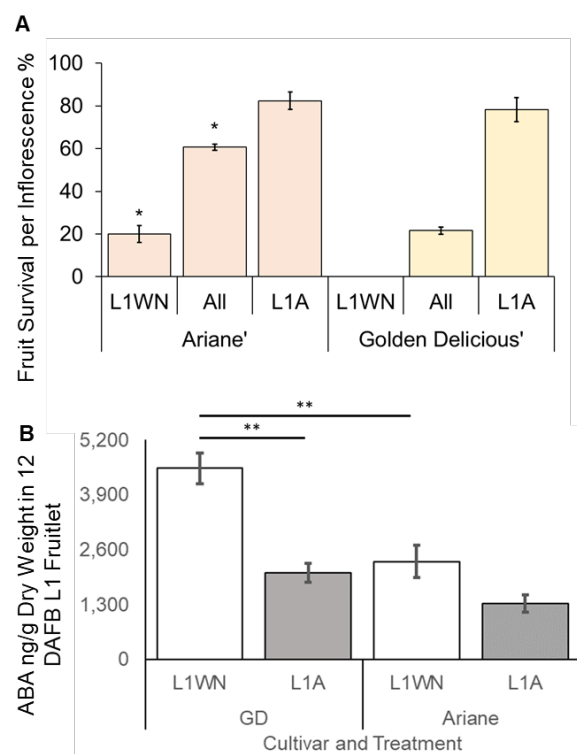 A
Fruit Survival per Inflorescence %
100
80
60
40
20
0
*
*
L1WN All L1A L1WN All L1A
Ariane' Golden Delicious'
B
ABA ng/g Dry Weight in 12
DAFB L1 Fruitlet
5,200
3,900
2,600
1,300
0
**
**
L1WN L1A L1WN L1A
GD Ariane
Cultivar and Treatment